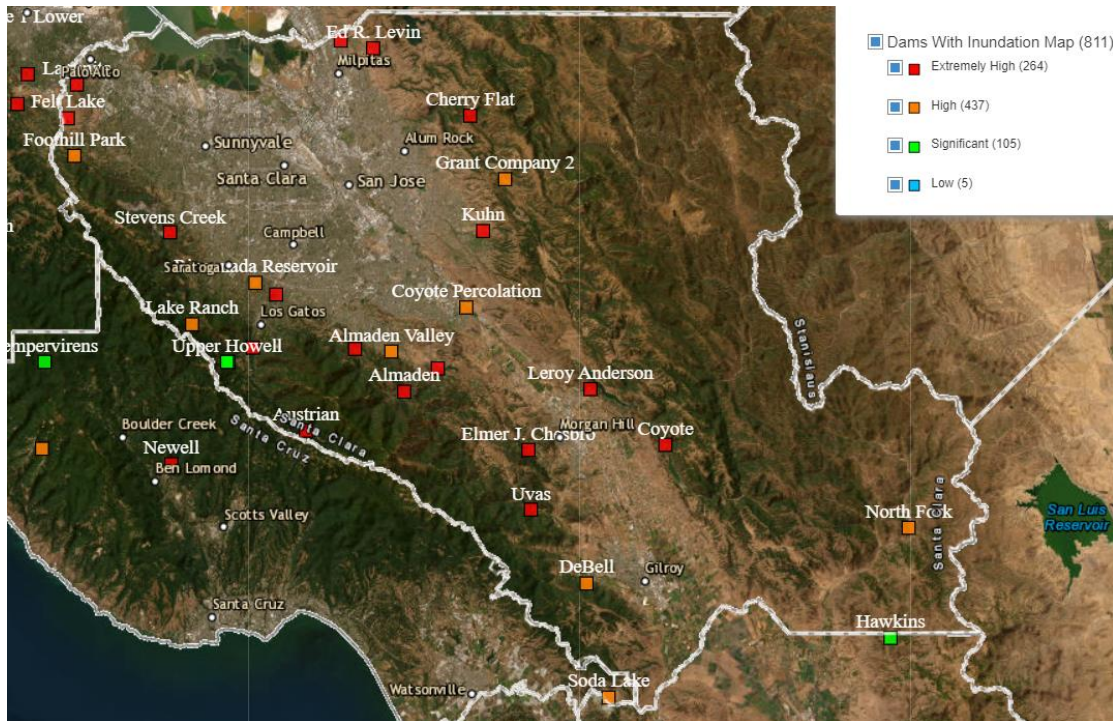 Lower
Ed R. Levin
Milpitas
Palo Alto
Felt Lake
Foothill Park
Cherry Flat
Sunnyvale
Alum Rock
Santa Clara
San Jose
Grant Company 2
Stevens Creek
Kuhn
Campbell
Saratoga
Reservoir
Coyote Percolation
Lake Ranch
Los Gatos
Almaden Valley
Upper Howell
Almaden
Leroy Anderson
Stanislaus
Boulder Creek
Austrian
Santa Clara
Santa Cruz
Elmer J. Chesbro
Morgan Hill
Coyote
Newell
Ben Lomond
Uvas
Scotts Valley
North Fork
Santa Clara
San Luis
Reservoir
DeBell
Gilroy
Santa Cruz
Hawkins
Soda Lake
Watsonville
Dams With Inundation Map (811)
Extremely High (264)
High (437)
Significant (105)
Low (5)